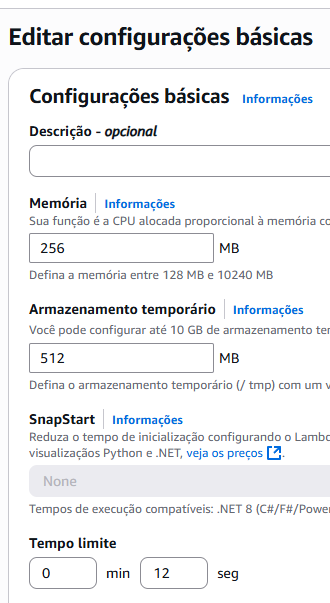 Editar configurações básicas
Configurações básicas Informações
Descrição - opcional
Memória Informações
Sua função é a CPU alocada proporcional à memória co
256 MB
Defina a memória entre 128 MB e 10240 MB
Armazenamento temporário Informações
Você pode configurar até 10 GB de armazenamento te
512 MB
Defina o armazenamento temporário (/ tmp) com um v
SnapStart Informações
Reduza o tempo de inicialização configurando o Lambd
visualizações Python e .NET, veja os preços.
None
Tempos de execução compatíveis: .NET 8 (C#/F#/Power
Tempo limite
0 min 12 seg